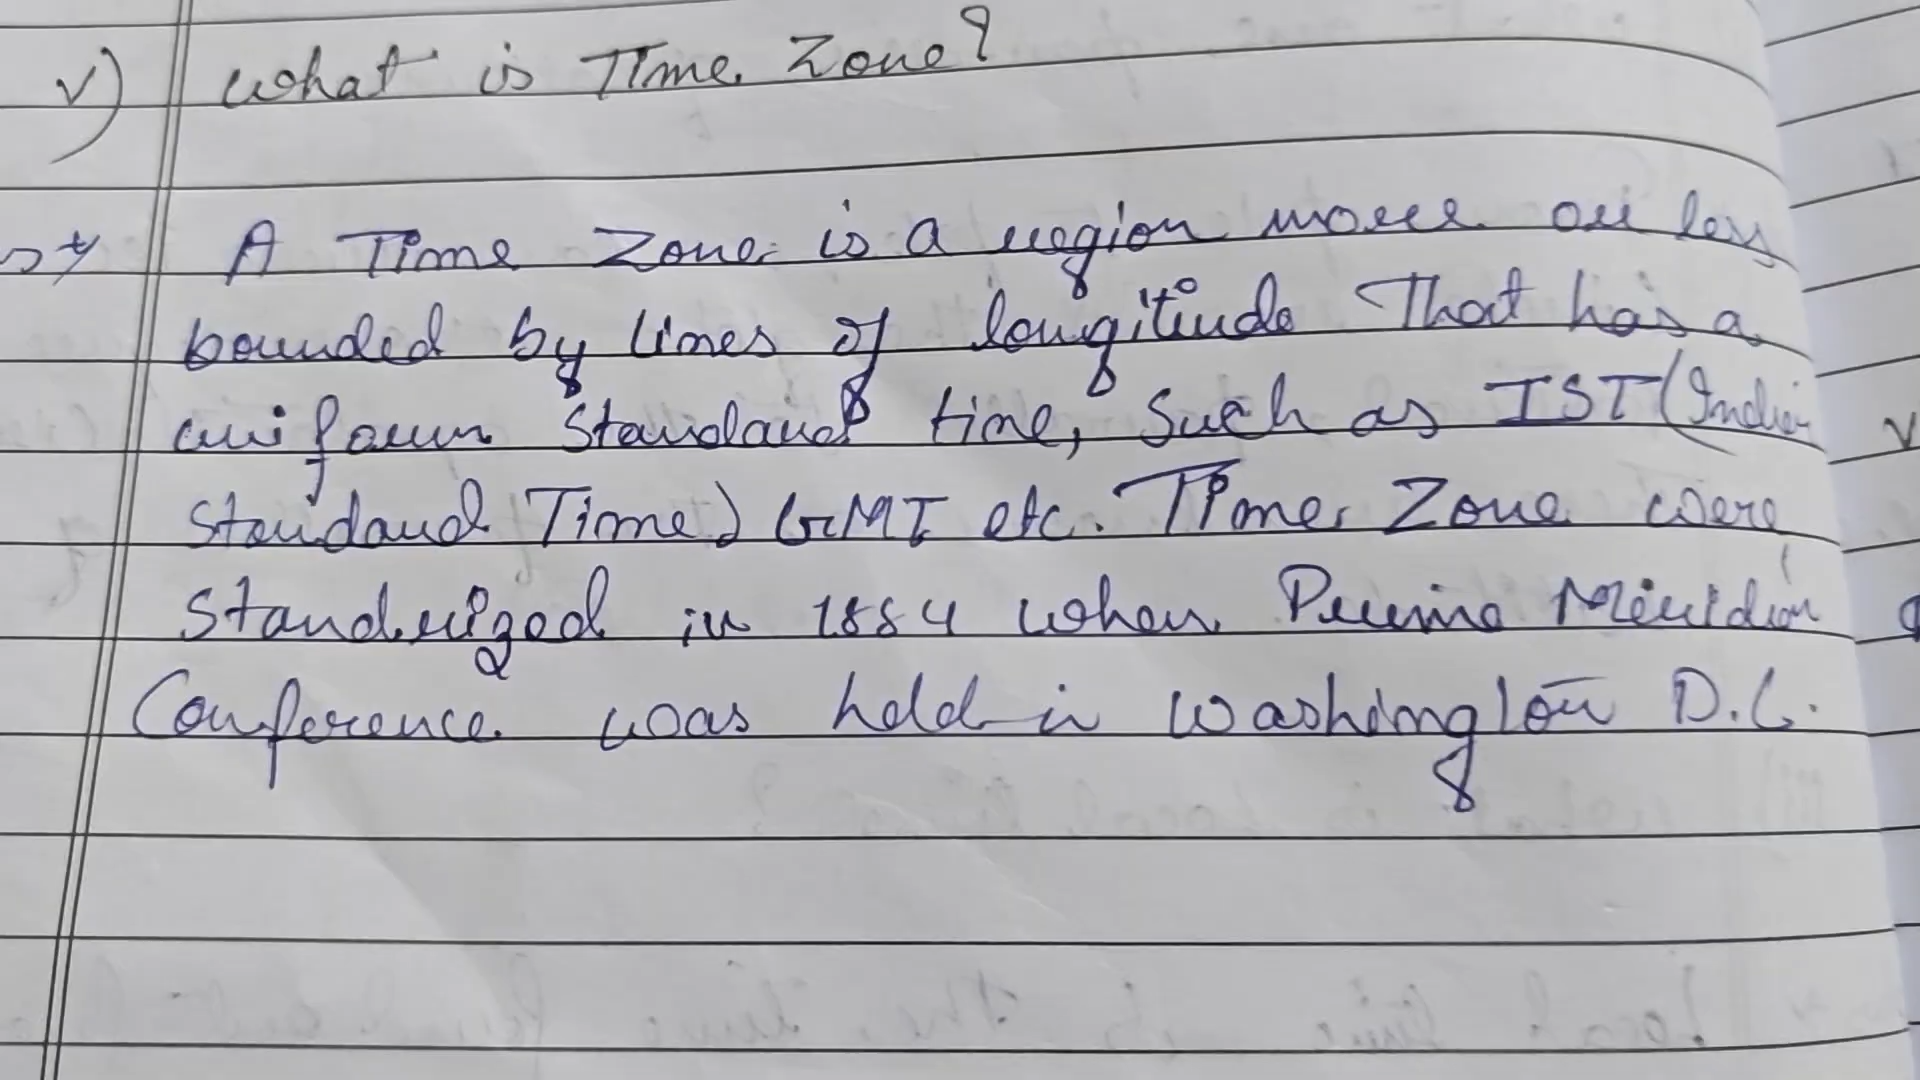 v) What is Time Zone?
A Time Zone is a region more or les
bounded by lines of longitude That has a
uniform standard time, Such as IST (Indian
standard Time) GMT etc. Time Zone were
standrized in 1884 when Prime Meridian
Conference was held in Washington D.C.